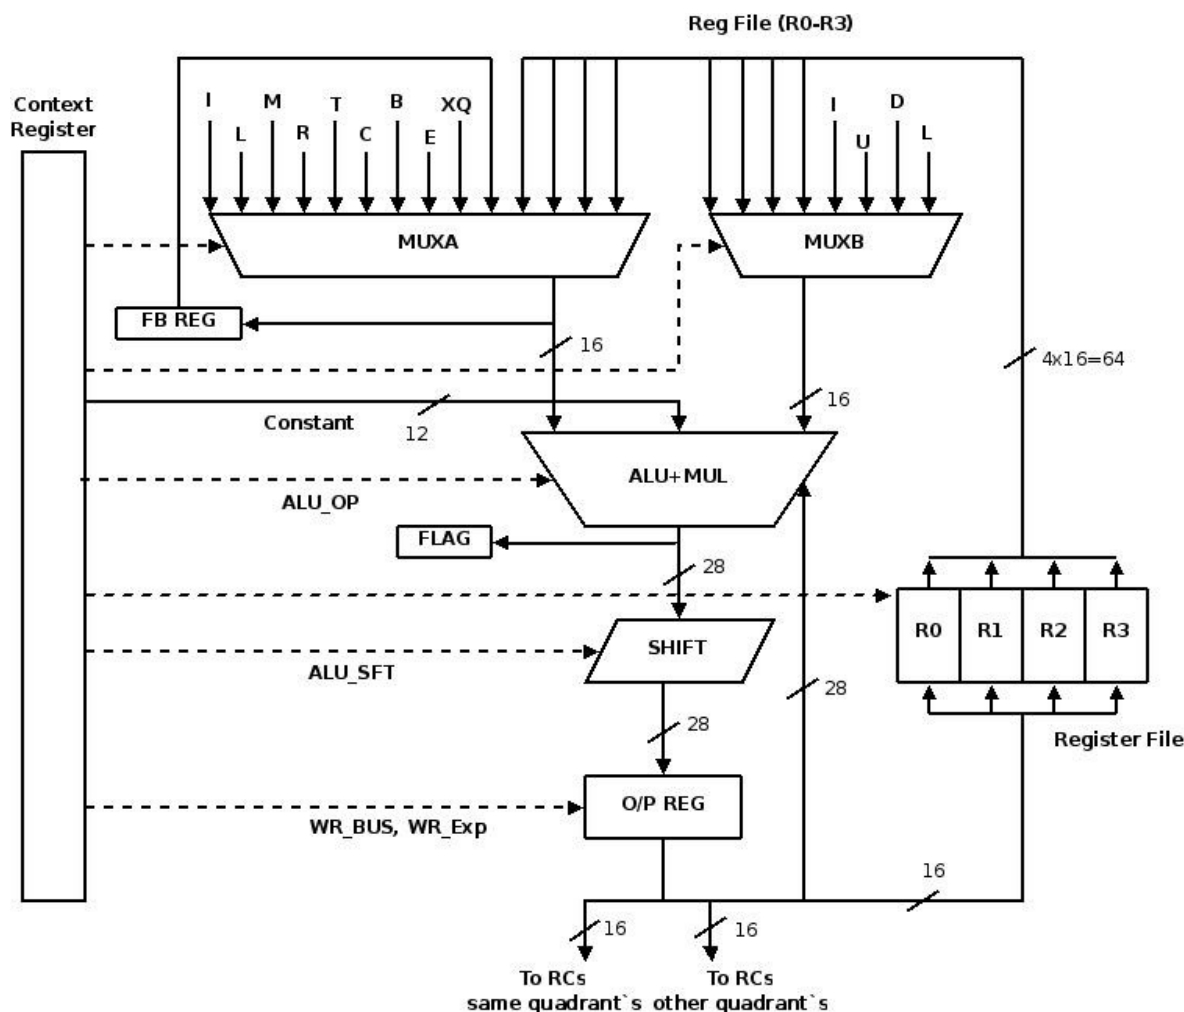 Reg File (R0-R3)
Context
Register
I
M
T
B
XQ
L
R
C
E
I
D
U
L
MUXA
MUXB
FB REG
16
4x16=64
16
Constant
12
ALU+MUL
ALU_OP
FLAG
28
R0
R1
R2
R3
SHIFT
ALU_SFT
28
28
Register File
O/P REG
WR_BUS, WR_Exp
16
16
16
To RCs
same quadrant`s
To RCs
other quadrant`s